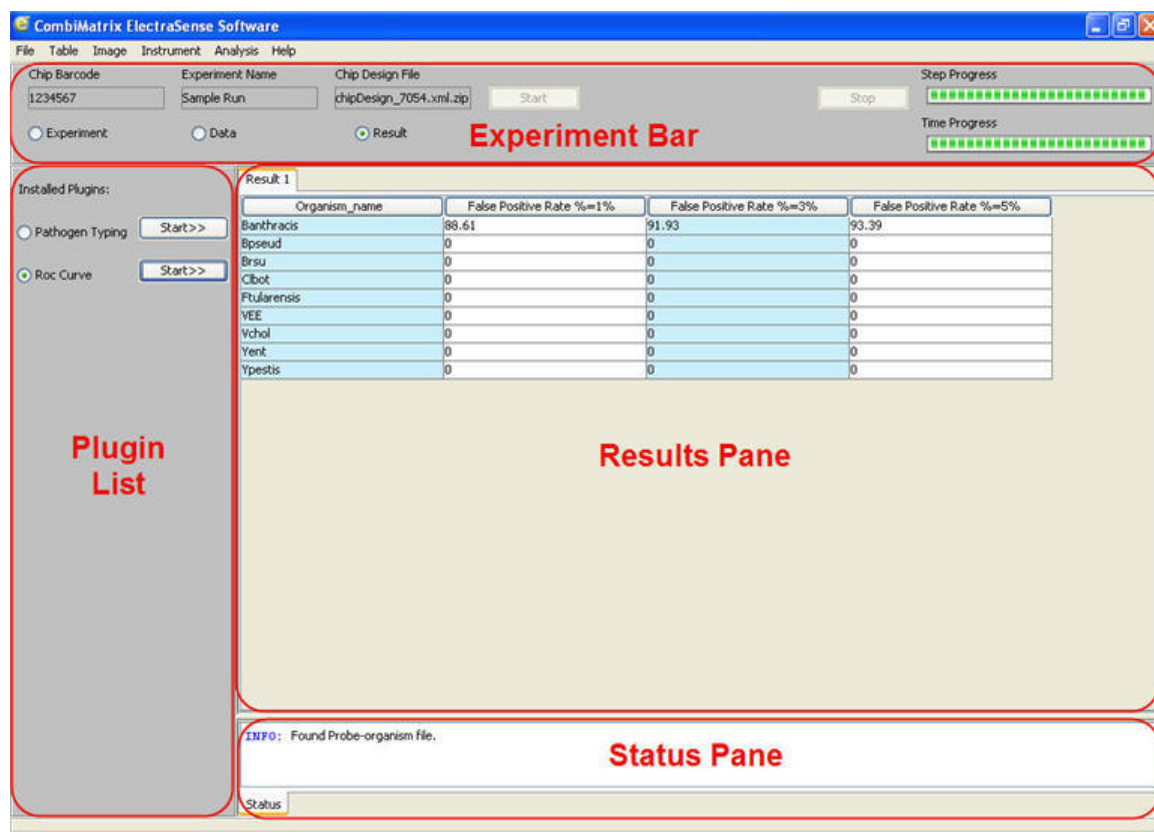 CombiMatrix ElectraSense Software
File Table Image Instrument Analysis Help
Chip Barcode Experiment Name Chip Design File Step Progress
1234567 Sample Run chipDesign_7054.xml.zip Start Stop
Time Progress
Experiment Data Result
Experiment Bar
Installed Plugins:
Pathogen Typing Start>>
Roc Curve Start>>
Plugin
List
Result 1
Organism_name False Positive Rate %=1% False Positive Rate %=3% False Positive Rate %=5%
Banthracis 88.61 91.93 93.39
Bpseud 0 0 0
Brsu 0 0 0
Clbot 0 0 0
Ftularensis 0 0 0
VEE 0 0 0
Vchol 0 0 0
Yent 0 0 0
Ypestis 0 0 0
Results Pane
INFO: Found Probe-organism file.
Status Pane
Status